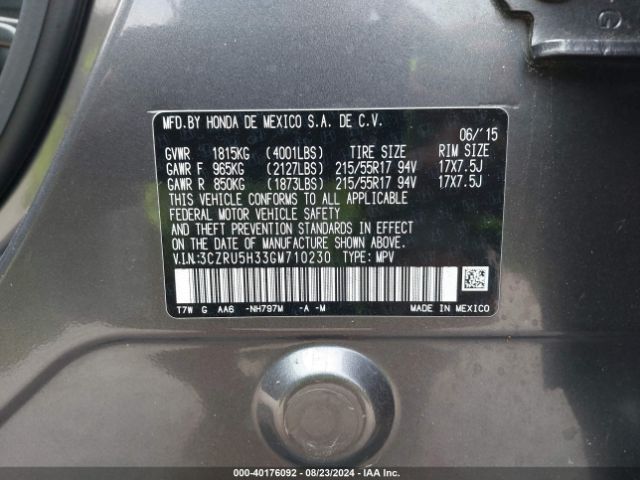 MFD.BY HONDA DE MEXICO S.A. DE C.V.
06/'15
GVWR 1815KG (4001LBS) TIRE SIZE RIM SIZE
GAWR F 965KG (2127LBS) 215/55R17 94V 17X7.5J
GAWR R 850KG (1873LBS) 215/55R17 94V 17X7.5J
THIS VEHICLE CONFORMS TO ALL APPLICABLE
FEDERAL MOTOR VEHICLE SAFETY
AND THEFT PREVENTION STANDARDS IN EFFECT
ON THE DATE OF MANUFACTURE SHOWN ABOVE.
V.I.N:3CZRU5H33GM710230 TYPE: MPV
T7W G AA6 -NH797M -A -M
MADE IN MEXICO
000-40176092 - 08/23/2024 - IAAI.com